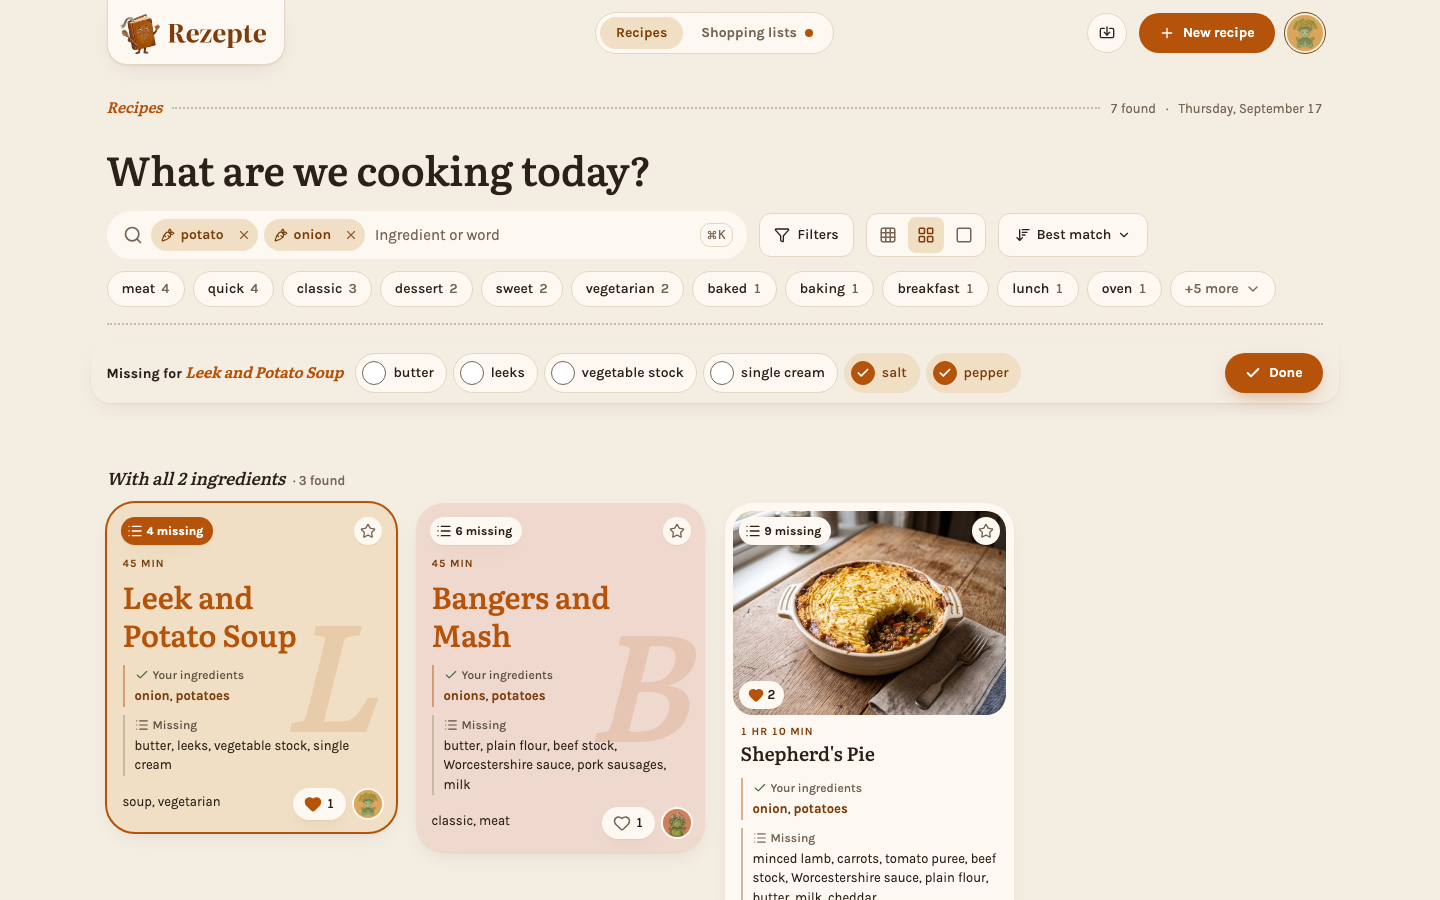 Rezepte
Recipes
Shopping lists
New recipe
Recipes
7 found · Thursday, September 17
What are we cooking today?
potato
onion
Ingredient or word
⌘K
Filters
Best match
meat 4
quick 4
classic 3
dessert 2
sweet 2
vegetarian 2
baked 1
baking 1
breakfast 1
lunch 1
oven 1
+5 more
Missing for Leek and Potato Soup
butter
leeks
vegetable stock
single cream
salt
pepper
Done
With all 2 ingredients · 3 found
4 missing
45 MIN
Leek and
Potato Soup
L
Your ingredients
onion, potatoes
Missing
butter, leeks, vegetable stock, single
cream
soup, vegetarian
1
6 missing
45 MIN
Bangers and
Mash
B
Your ingredients
onions, potatoes
Missing
butter, plain flour, beef stock,
Worcestershire sauce, pork sausages,
milk
classic, meat
1
9 missing
2
1 HR 10 MIN
Shepherd's Pie
Your ingredients
onion, potatoes
Missing
minced lamb, carrots, tomato puree, beef
stock, Worcestershire sauce, plain flour,
butter, milk, cheddar